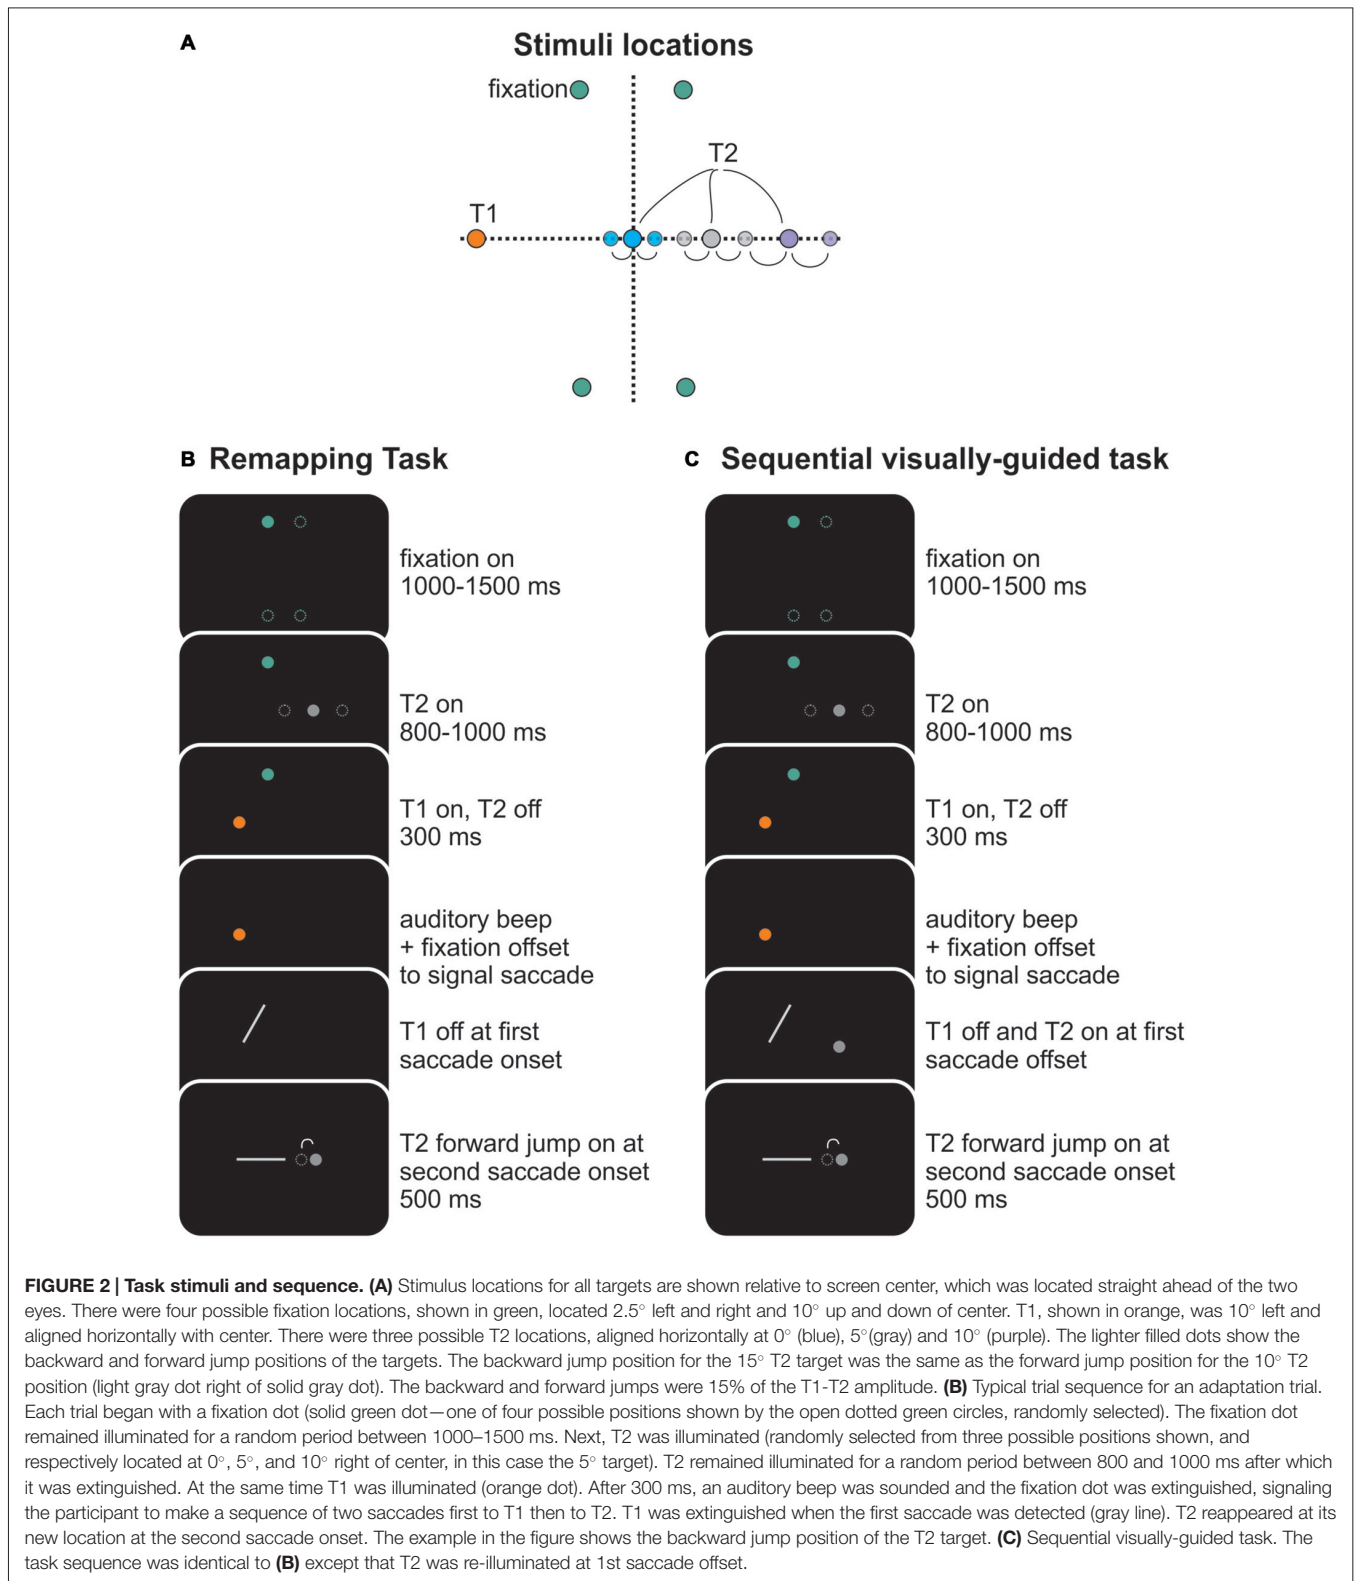 A
Stimuli locations
fixation
T2
T1
B Remapping Task
fixation on
1000-1500 ms
T2 on
800-1000 ms
T1 on, T2 off
300 ms
auditory beep
+ fixation offset
to signal saccade
T1 off at first
saccade onset
T2 forward jump on at
second saccade onset
500 ms
C Sequential visually-guided task
fixation on
1000-1500 ms
T2 on
800-1000 ms
T1 on, T2 off
300 ms
auditory beep
+ fixation offset
to signal saccade
T1 off and T2 on at first
saccade offset
T2 forward jump on at
second saccade onset
500 ms
FIGURE 2 | Task stimuli and sequence. (A) Stimulus locations for all targets are shown relative to screen center, which was located straight ahead of the two
eyes. There were four possible fixation locations, shown in green, located 2.5° left and right and 10° up and down of center. T1, shown in orange, was 10° left and
aligned horizontally with center. There were three possible T2 locations, aligned horizontally at 0° (blue), 5°(gray) and 10° (purple). The lighter filled dots show the
backward and forward jump positions of the targets. The backward jump position for the 15° T2 target was the same as the forward jump position for the 10° T2
position (light gray dot right of solid gray dot). The backward and forward jumps were 15% of the T1-T2 amplitude. (B) Typical trial sequence for an adaptation trial.
Each trial began with a fixation dot (solid green dot—one of four possible positions shown by the open dotted green circles, randomly selected). The fixation dot
remained illuminated for a random period between 1000–1500 ms. Next, T2 was illuminated (randomly selected from three possible positions shown, and
respectively located at 0°, 5°, and 10° right of center, in this case the 5° target). T2 remained illuminated for a random period between 800 and 1000 ms after which
it was extinguished. At the same time T1 was illuminated (orange dot). After 300 ms, an auditory beep was sounded and the fixation dot was extinguished, signaling
the participant to make a sequence of two saccades first to T1 then to T2. T1 was extinguished when the first saccade was detected (gray line). T2 reappeared at its
new location at the second saccade onset. The example in the figure shows the backward jump position of the T2 target. (C) Sequential visually-guided task. The
task sequence was identical to (B) except that T2 was re-illuminated at 1st saccade offset.